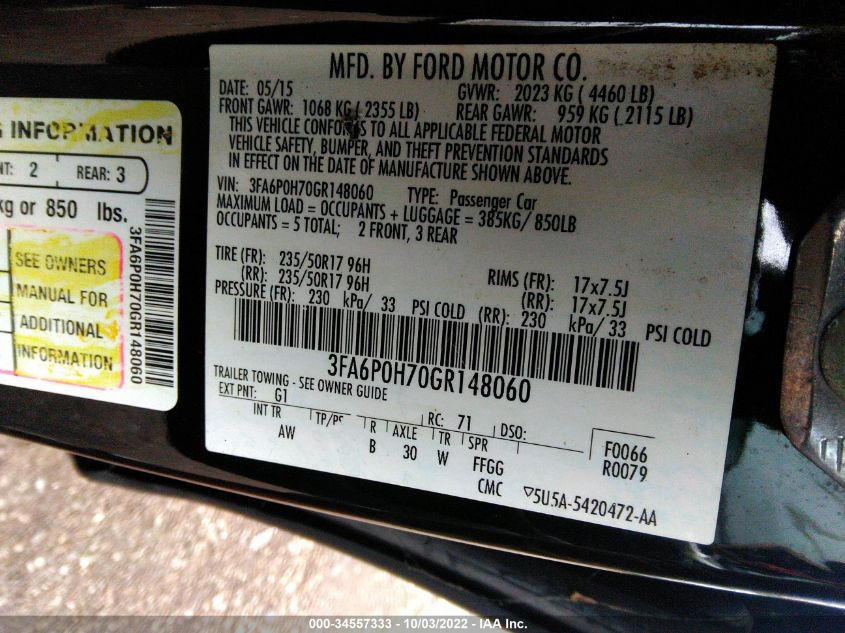 MFD. BY FORD MOTOR CO.
DATE: 05/15 GVWR: 2023 KG ( 4460 LB)
FRONT GAWR: 1068 KG ( 2355 LB) REAR GAWR: 959 KG (.2115 LB)
THIS VEHICLE CONFORMS TO ALL APPLICABLE FEDERAL MOTOR
VEHICLE SAFETY, BUMPER, AND THEFT PREVENTION STANDARDS
IN EFFECT ON THE DATE OF MANUFACTURE SHOWN ABOVE.
VIN: 3FA6P0H70GR148060 TYPE: Passenger Car
MAXIMUM LOAD = OCCUPANTS + LUGGAGE = 385KG/ 850LB
OCCUPANTS = 5 TOTAL; 2 FRONT, 3 REAR
TIRE (FR): 235/50R17 96H RIMS (FR): 17x7.5J
(RR): 235/50R17 96H (RR): 17x7.5J
PRESSURE (FR): 230 kPa/ 33 PSI COLD (RR): 230 kPa/ 33 PSI COLD
3FA6P0H70GR148060
TRAILER TOWING - SEE OWNER GUIDE
EXT PNT: G1 RC: 71 DSO: F0066
INT TR TP/PS R AXLE TR SPR R0079
AW B 30 W FFGG
CMC 5U5A-5420472-AA
INFORMATION
2 REAR: 3
kg or 850 lbs.
SEE OWNERS
MANUAL FOR
ADDITIONAL
INFORMATION
3FA6P0H70GR148060
000-34557333 - 10/03/2022 - IAA Inc.